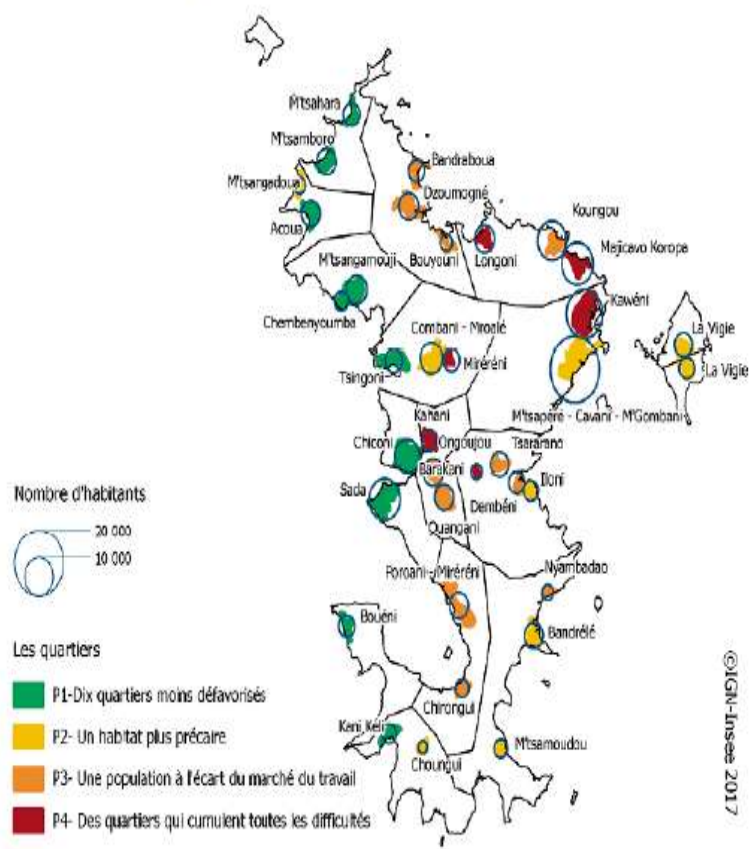 M'tsahara
M'tsamboro
Bandraboua
M'tsangadoua
Dzoumogné
Koungou
Acoua
M'tsangamouji
Bouyouni
Longoni
Majicavo Koropa
Kawéni
Chembenyoumba
Combani - Mroalé
La Vigie
La Vigie
Tsingoni
Miréréni
M'tsapéré - Cavani - M'Gombani
Kahani
Chiconi
Ongoujou
Tsararano
Barakani
Iloni
Nombre d'habitants
Sada
Dembéni
Ouangani
20 000
10 000
Poroani - Miréréni
Nyambadao
Bouéni
Bandrélé
Les quartiers
P1-Dix quartiers moins défavorisés
Chirongui
P2- Un habitat plus précaire
Kani Kéli
M'tsamoudou
Choungui
P3- Une population à l'écart du marché du travail
P4- Des quartiers qui cumulent toutes les difficultés
©IGN-Insee 2017